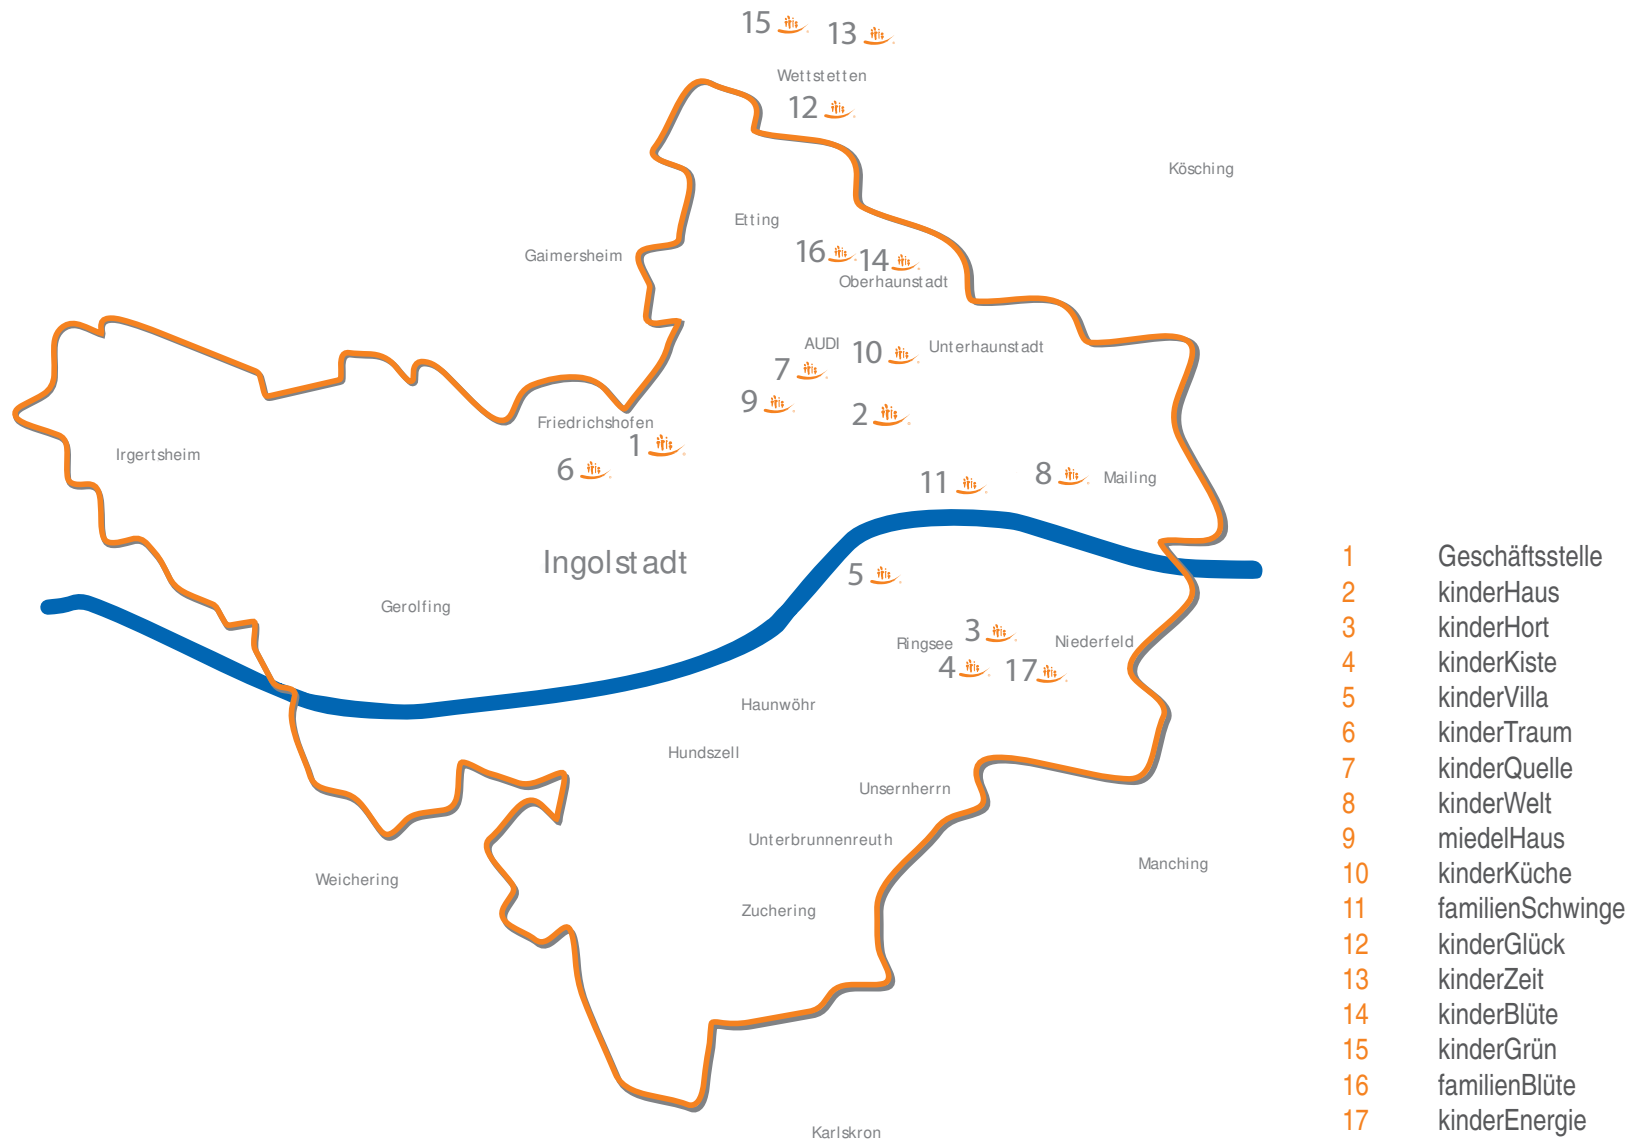 15 13
Wettstetten
12
Kösching
Etting
Gaimersheim
16 14
Oberhaunstadt
AUDI 10 Unterhaunstadt
7
9 2
Friedrichshofen
1
Irgertsheim
6
11 8 Mailing
Ingolstadt
5
Gerolfing
Ringsee 3 Niederfeld
4 17
Haunwöhr
Hundszell
Unsernherrn
Unterbrunnenreuth
Manching
Weichering
Zuchering
Karlskron
1 Geschäftsstelle
2 kinderHaus
3 kinderHort
4 kinderKiste
5 kinderVilla
6 kinderTraum
7 kinderQuelle
8 kinderWelt
9 miedelHaus
10 kinderKüche
11 familienSchwinge
12 kinderGlück
13 kinderZeit
14 kinderBlüte
15 kinderGrün
16 familienBlüte
17 kinderEnergie